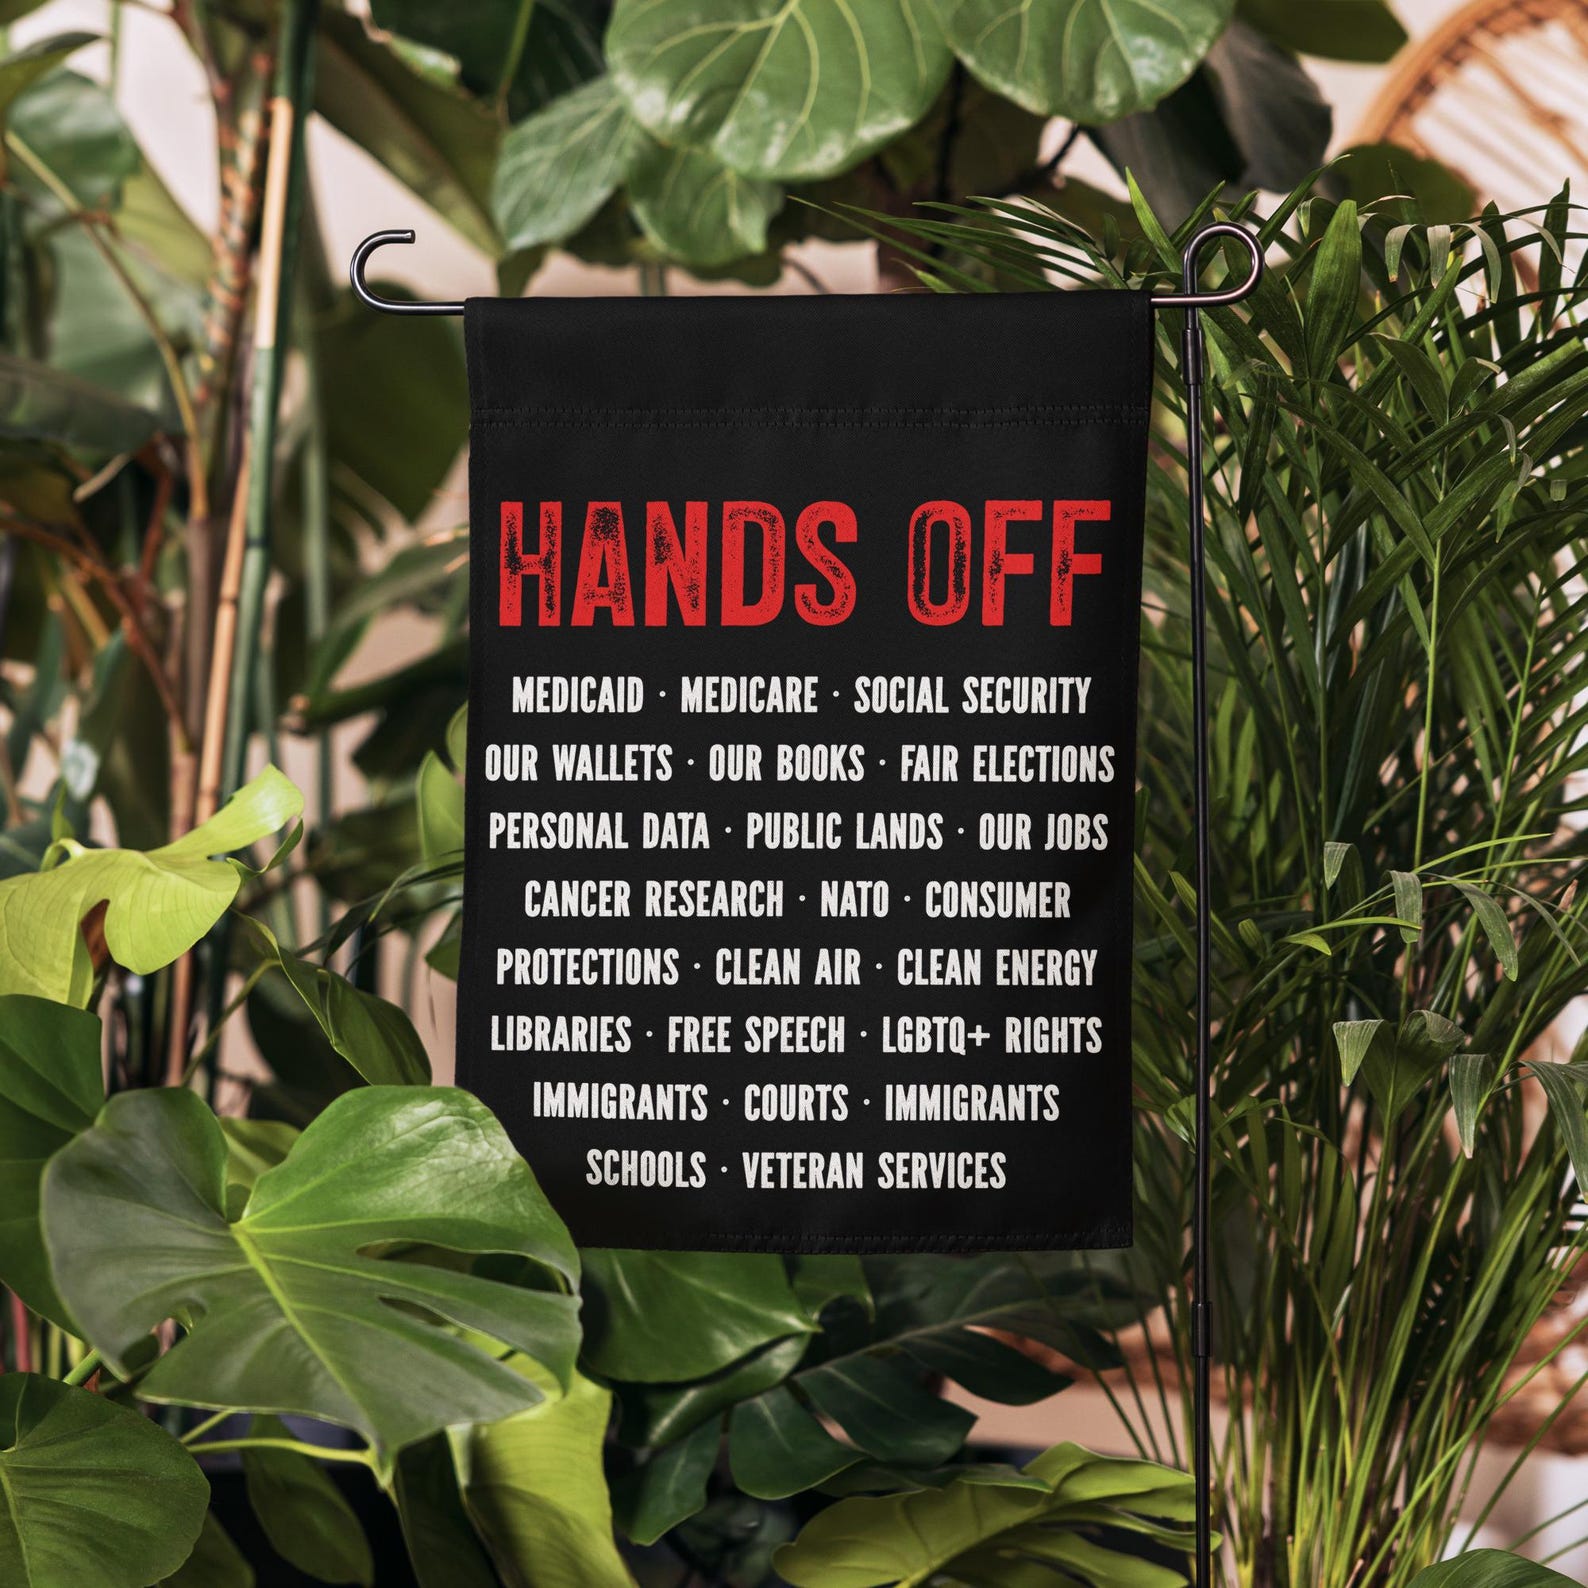 HANDS OFF
MEDICAID · MEDICARE · SOCIAL SECURITY
OUR WALLETS · OUR BOOKS · FAIR ELECTIONS
PERSONAL DATA · PUBLIC LANDS · OUR JOBS
CANCER RESEARCH · NATO · CONSUMER
PROTECTIONS · CLEAN AIR · CLEAN ENERGY
LIBRARIES · FREE SPEECH · LGBTQ+ RIGHTS
IMMIGRANTS · COURTS · IMMIGRANTS
SCHOOLS · VETERAN SERVICES